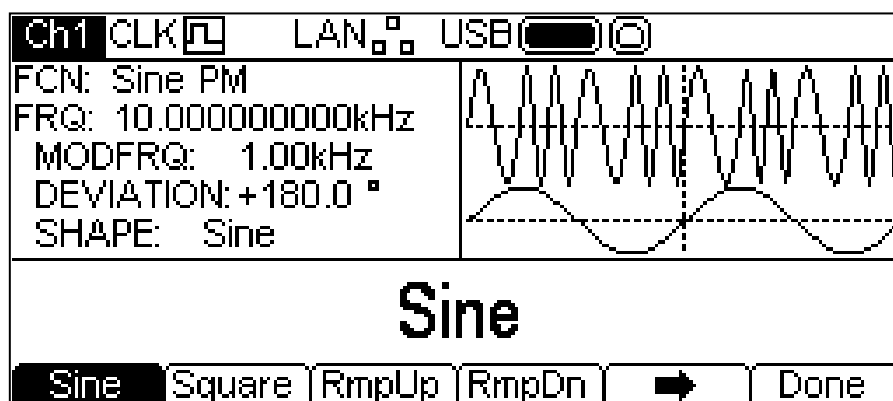 Ch1 CLK LAN USB
FCN: Sine PM
FRQ: 10.000000000kHz
MODFRQ: 1.00kHz
DEVIATION: +180.0 °
SHAPE: Sine
Sine
Sine Square RmpUp RmpDn Done